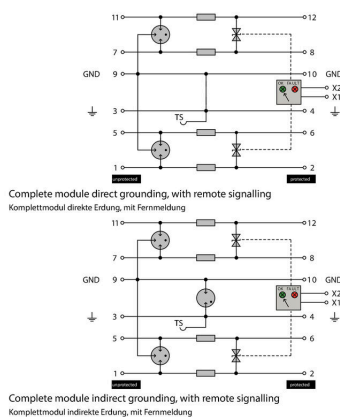 11 12
7 8
GND 9 10 GND
OK FAULT
X2
X1
3 4
TS
5 6
1 2
unprotected protected
Complete module direct grounding, with remote signalling
Komplettmodul direkte Erdung, mit Fernmeldung
11 12
7 8
GND 9 10 GND
OK FAULT
X2
X1
3 4
TS
5 6
1 2
unprotected protected
Complete module indirect grounding, with remote signalling
Komplettmodul indirekte Erdung, mit Fernmeldung